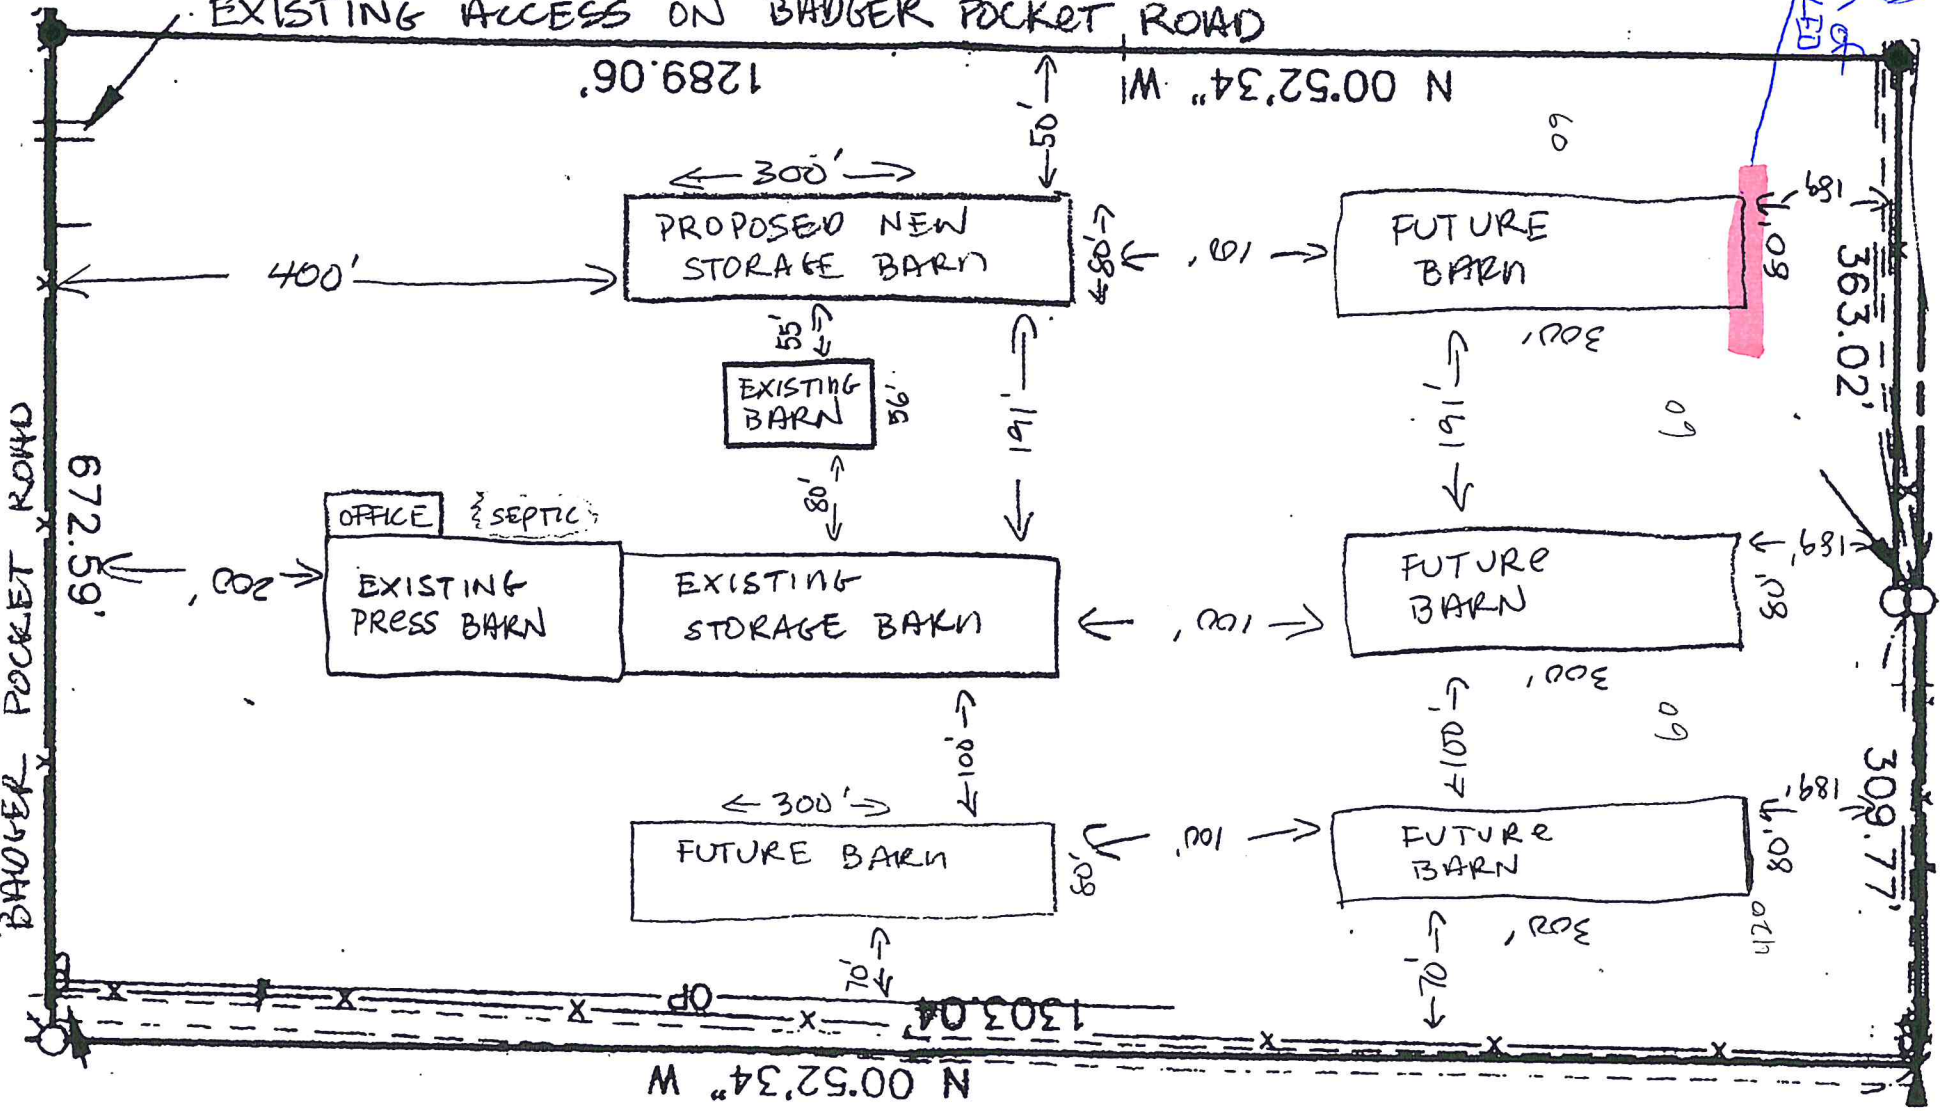 EXISTING ACCESS ON BADGER POCKET ROAD
1289.06'
N 00°52'34" W
50'
60
300'
PROPOSED NEW
STORAGE BARN
80'
100'
FUTURE
BARN
80'
189'
363.02'
400'
300'
55'
EXISTING
BARN
56'
191'
191'
60
BADGER POCKET ROAD
672.59'
80'
OFFICE
SEPTIC
200'
EXISTING
PRESS BARN
EXISTING
STORAGE BARN
100'
FUTURE
BARN
80'
189'
300'
60
100'
100'
309.77'
300'
FUTURE BARN
80'
100'
FUTURE
BARN
80'
189'
420
300'
70'
70'
OP
1303.04'
N 00°52'34" W